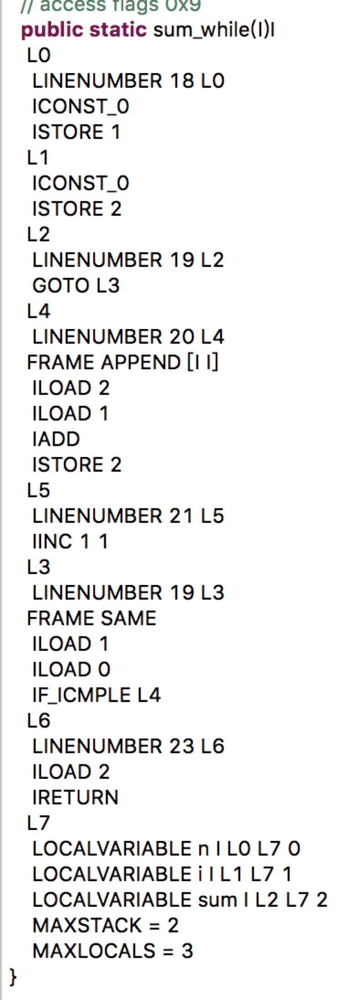 // access flags 0x9
public static sum_while(I)I
L0
LINENUMBER 18 L0
ICONST_0
ISTORE 1
L1
ICONST_0
ISTORE 2
L2
LINENUMBER 19 L2
GOTO L3
L4
LINENUMBER 20 L4
FRAME APPEND [I I]
ILOAD 2
ILOAD 1
IADD
ISTORE 2
L5
LINENUMBER 21 L5
IINC 1 1
L3
LINENUMBER 19 L3
FRAME SAME
ILOAD 1
ILOAD 0
IF_ICMPLE L4
L6
LINENUMBER 23 L6
ILOAD 2
IRETURN
L7
LOCALVARIABLE n I L0 L7 0
LOCALVARIABLE i I L1 L7 1
LOCALVARIABLE sum I L2 L7 2
MAXSTACK = 2
MAXLOCALS = 3
}